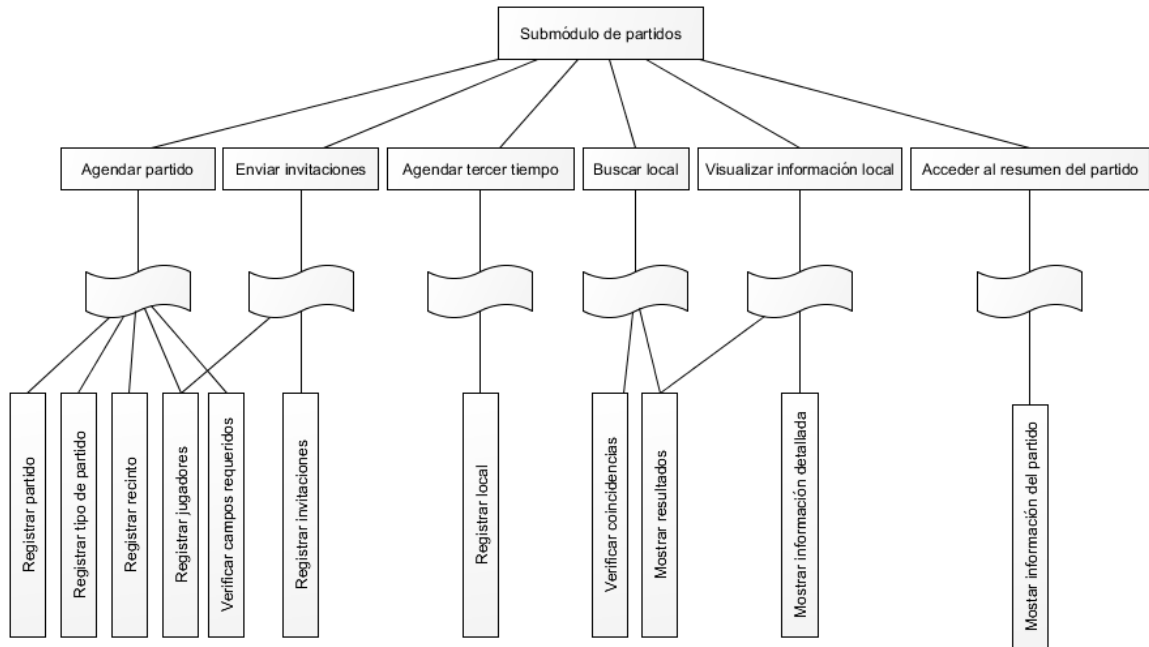 Submódulo de partidos
Agendar partido
Enviar invitaciones
Agendar tercer tiempo
Buscar local
Visualizar información local
Acceder al resumen del partido
Registrar partido
Registrar tipo de partido
Registrar recinto
Registrar jugadores
Verificar campos requeridos
Registrar invitaciones
Registrar local
Verificar coincidencias
Mostrar resultados
Mostrar información detallada
Mostar información del partido